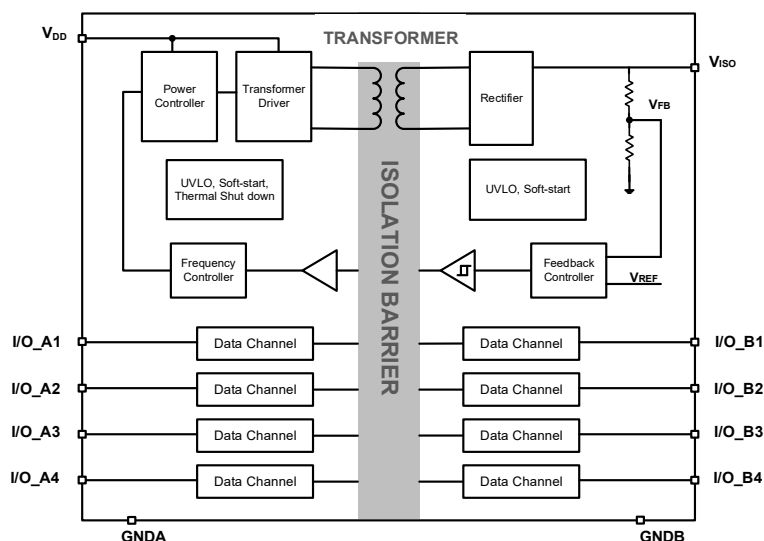 TRANSFORMER
VDD
VISO
Power
Controller
Transformer
Driver
Rectifier
VFB
UVLO, Soft-start,
Thermal Shut down
UVLO, Soft-start
ISOLATION BARRIER
Frequency
Controller
Feedback
Controller
VREF
I/O_A1
Data Channel
Data Channel
I/O_B1
I/O_A2
Data Channel
Data Channel
I/O_B2
I/O_A3
Data Channel
Data Channel
I/O_B3
I/O_A4
Data Channel
Data Channel
I/O_B4
GNDA
GNDB